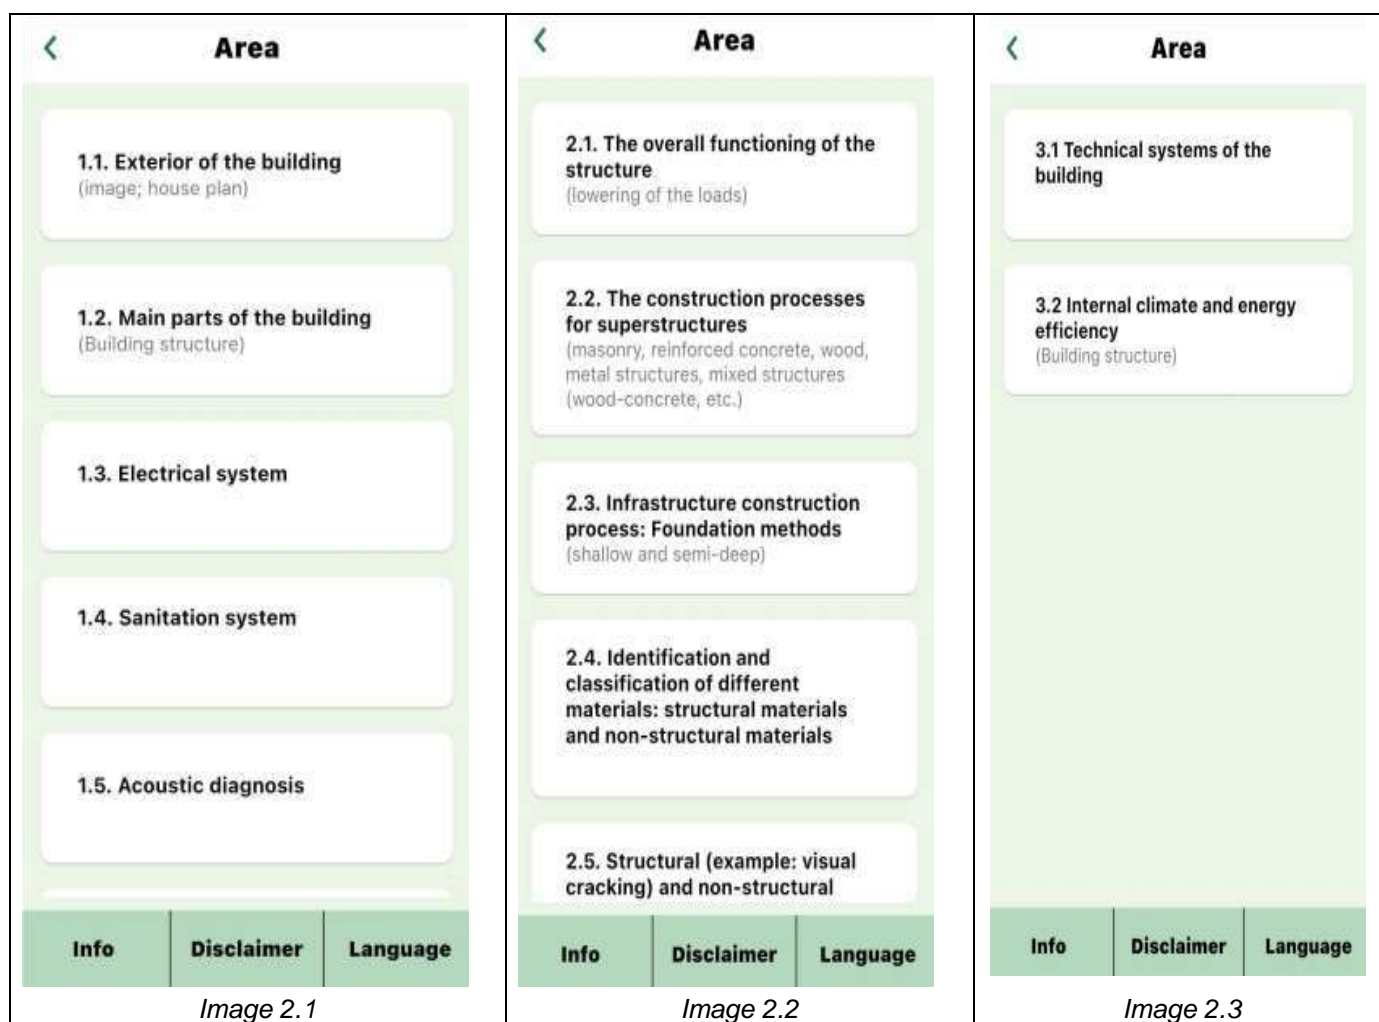 Area
1.1. Exterior of the building
(image; house plan)
1.2. Main parts of the building
(Building structure)
1.3. Electrical system
1.4. Sanitation system
1.5. Acoustic diagnosis
Info
Disclaimer
Language
Image 2.1
Area
2.1. The overall functioning of the
structure
(lowering of the loads)
2.2. The construction processes
for superstructures
(masonry, reinforced concrete, wood,
metal structures, mixed structures
(wood-concrete, etc.)
2.3. Infrastructure construction
process: Foundation methods
(shallow and semi-deep)
2.4. Identification and
classification of different
materials: structural materials
and non-structural materials
2.5. Structural (example: visual
cracking) and non-structural
Info
Disclaimer
Language
Image 2.2
Area
3.1 Technical systems of the
building
3.2 Internal climate and energy
efficiency
(Building structure)
Info
Disclaimer
Language
Image 2.3